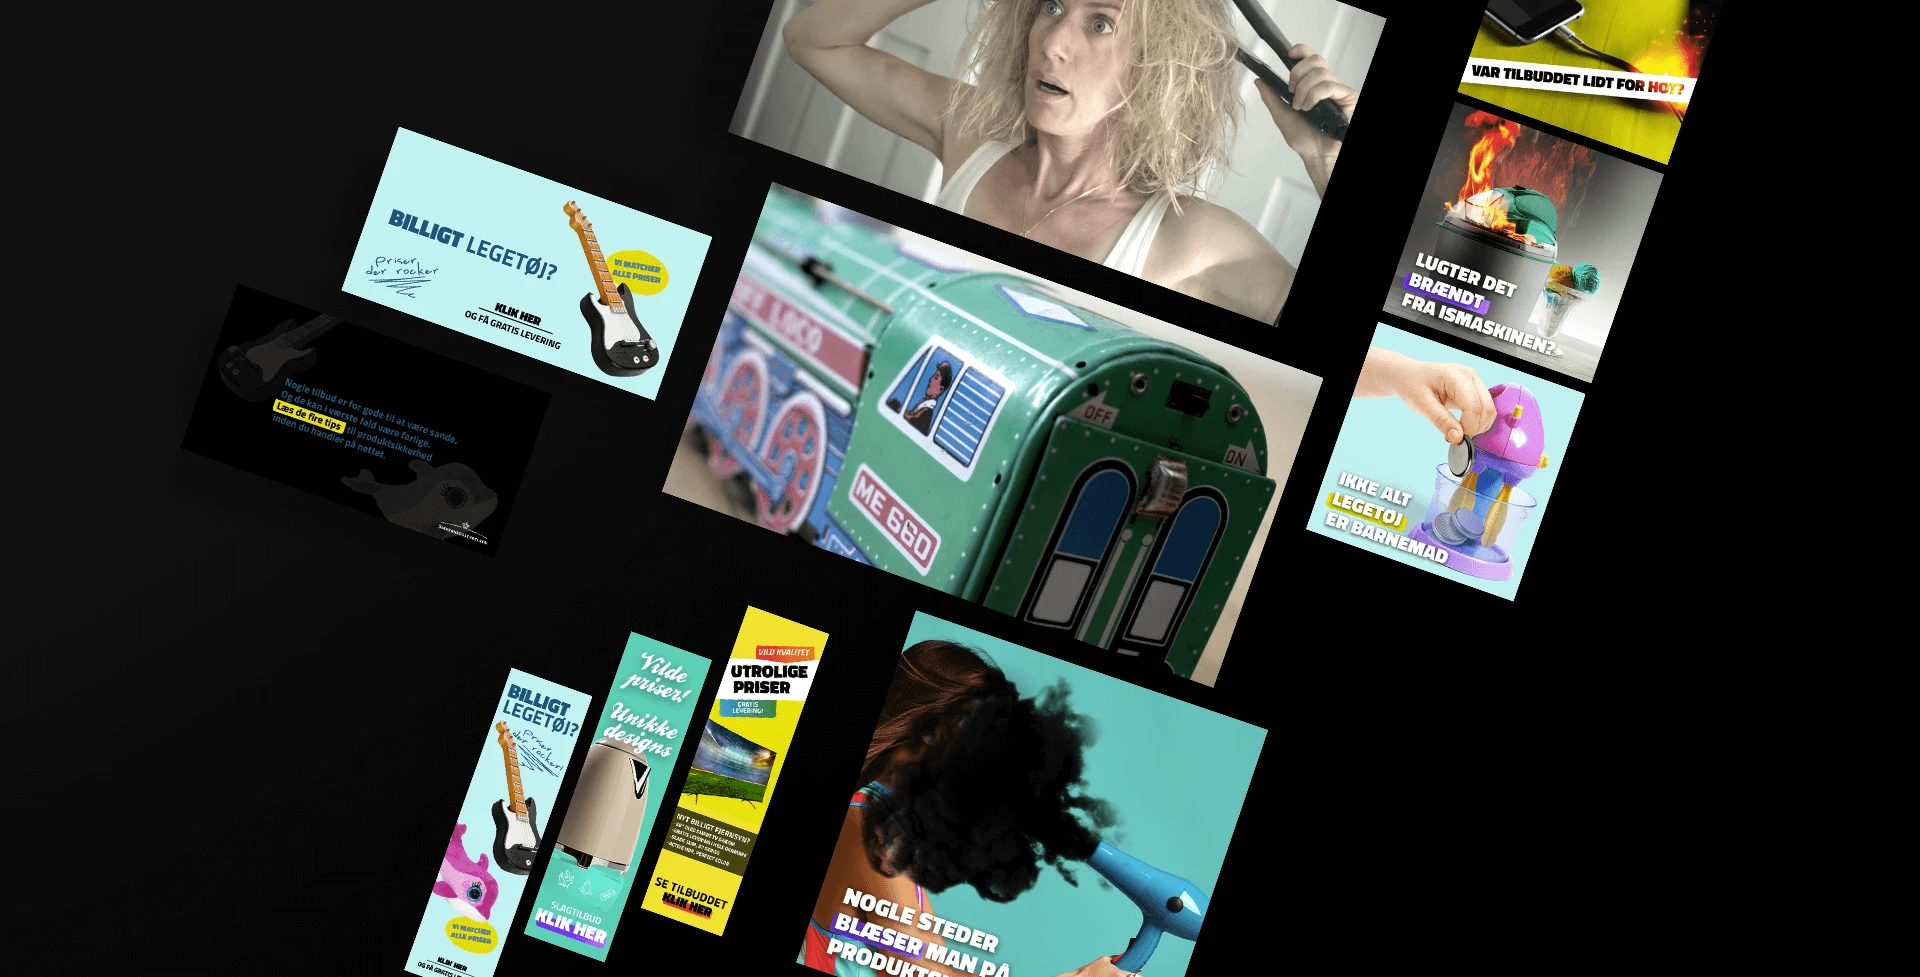 VAR TILBUDDET LIDT FOR HOT?
LUGTER DET
BRÆNDT
FRA ISMASKINEN?
IKKE ALT
LEGETØJ
ER BARNEMAD
BILLIGT LEGETØJ?
Priser
der rocker
VI MATCHER
ALLE PRISER
KLIK HER
OG FÅ GRATIS LEVERING
Nogle tilbud er for gode til at være sande.
Og de kan i værste fald være farlige.
Læs de fire tips til produktsikkerhed
inden du handler på nettet.
SIKKERHEDSSTYRELSEN
LOCO
OFF
ON
ME 660
BILLIGT
LEGETØJ?
Priser
der rocker!
VI MATCHER
ALLE PRISER
KLIK HER
OG FÅ GRATIS
Vilde
priser!
Unikke
designs
SLAGTILBUD
KLIK HER
VILD KVALITET
UTROLIGE
PRISER
GRATIS
LEVERING!
NYT BILLIGT FJERNSYN?
SE TILBUDDET
KLIK HER
NOGLE STEDER
BLÆSER MAN PÅ